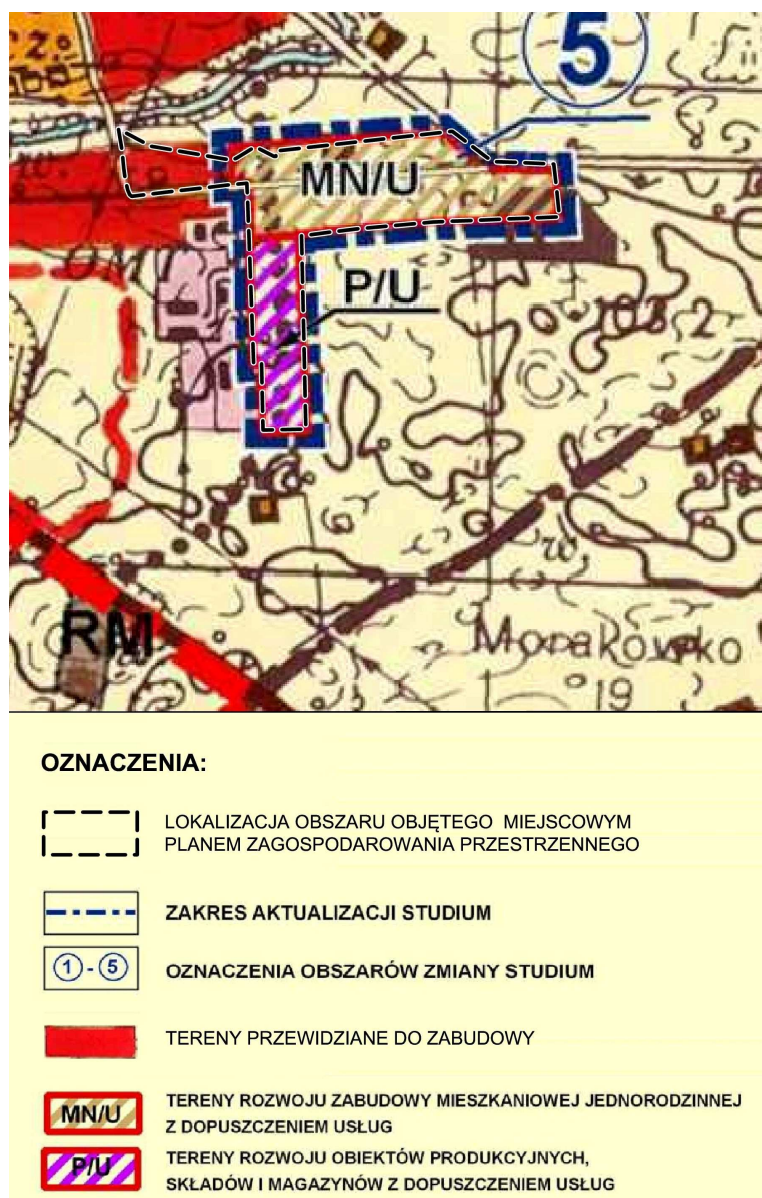 z.
5
w.
MN/U
P/U
w.
RM
Morakówko
19
OZNACZENIA:
LOKALIZACJA OBSZARU OBJĘTEGO MIEJSCOWYM
PLANEM ZAGOSPODAROWANIA PRZESTRZENNEGO
ZAKRES AKTUALIZACJI STUDIUM
1 - 5
OZNACZENIA OBSZARÓW ZMIANY STUDIUM
TERENY PRZEWIDZIANE DO ZABUDOWY
MN/U
TERENY ROZWOJU ZABUDOWY MIESZKANIOWEJ JEDNORODZINNEJ
Z DOPUSZCZENIEM USŁUG
P/U
TERENY ROZWOJU OBIEKTÓW PRODUKCYJNYCH,
SKŁADÓW I MAGAZYNÓW Z DOPUSZCZENIEM USŁUG